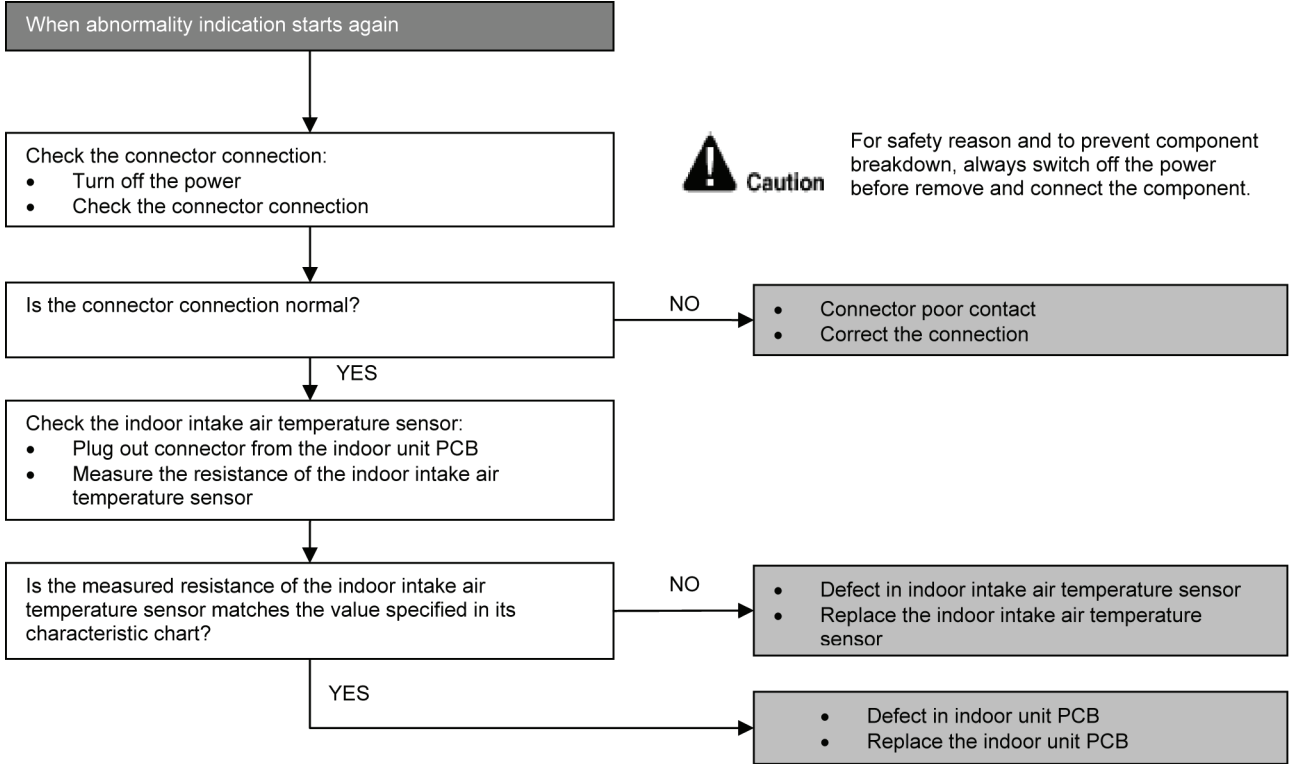 When abnormality indication starts again
Check the connector connection:
• Turn off the power
• Check the connector connection
Caution
For safety reason and to prevent component
breakdown, always switch off the power
before remove and connect the component.
Is the connector connection normal?
NO
• Connector poor contact
• Correct the connection
YES
Check the indoor intake air temperature sensor:
• Plug out connector from the indoor unit PCB
• Measure the resistance of the indoor intake air
temperature sensor
Is the measured resistance of the indoor intake air
temperature sensor matches the value specified in its
characteristic chart?
NO
• Defect in indoor intake air temperature sensor
• Replace the indoor intake air temperature
sensor
YES
• Defect in indoor unit PCB
• Replace the indoor unit PCB